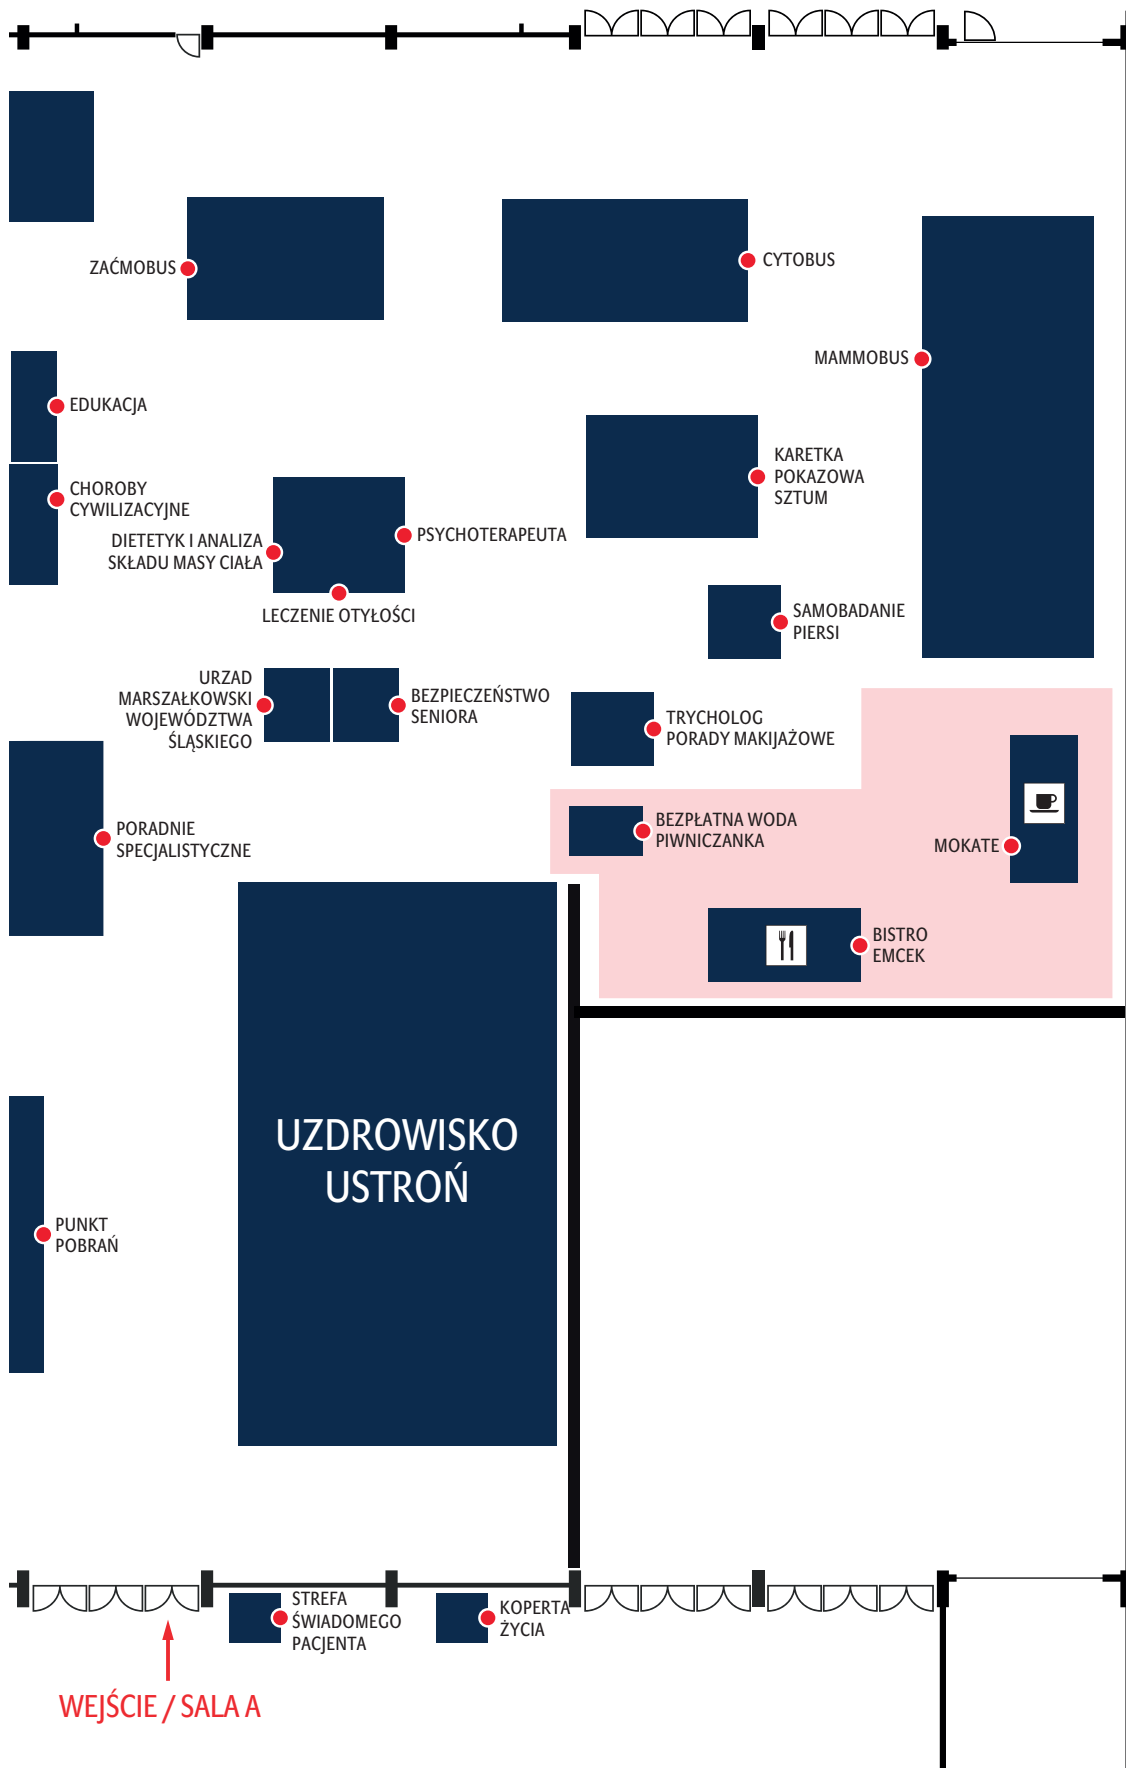 ZAĆMOBUS
CYTOBUS
MAMMOBUS
EDUKACJA
KARETKA
POKAZOWA
SZTUM
CHOROBY
CYWILIZACYJNE
DIETETYK I ANALIZA
SKŁADU MASY CIAŁA
PSYCHOTERAPEUTA
LECZENIE OTYŁOŚCI
SAMOBADANIE
PIERSI
URZAD
MARSZAŁKOWSKI
WOJEWÓDZTWA
ŚLĄSKIEGO
BEZPIECZEŃSTWO
SENIORA
TRYCHOLOG
PORADY MAKIJAŻOWE
PORADNIE
SPECJALISTYCZNE
BEZPŁATNA WODA
PIWNICZANKA
MOKATE
BISTRO
EMCEK
UZDROWISKO
USTROŃ
PUNKT
POBRAŃ
STREFA
ŚWIADOMEGO
PACJENTA
KOPERTA
ŻYCIA
WEJŚCIE / SALA A